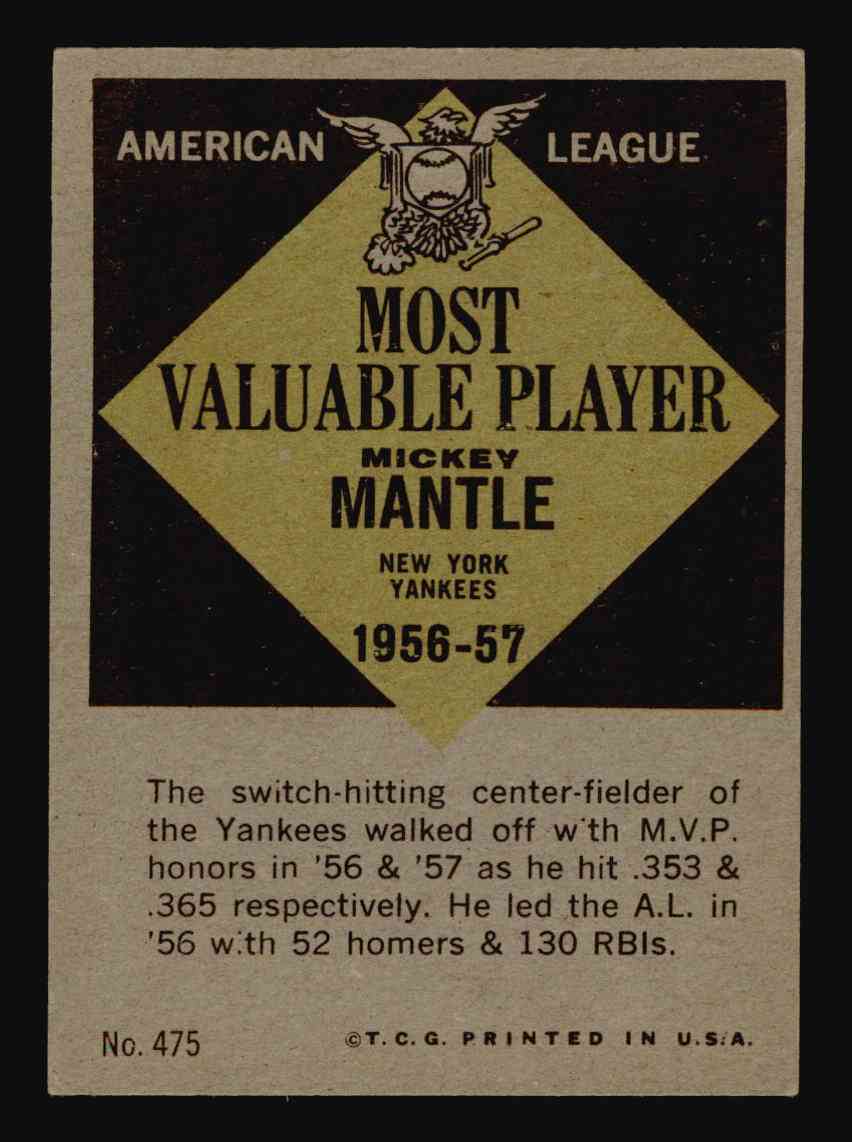 AMERICAN LEAGUE
MOST
VALUABLE PLAYER
MICKEY
MANTLE
NEW YORK
YANKEES
1956-57
The switch-hitting center-fielder of
the Yankees walked off with M.V.P.
honors in '56 & '57 as he hit .353 &
.365 respectively. He led the A.L. in
'56 with 52 homers & 130 RBIs.
No. 475
©T.C.G. PRINTED IN U.S.A.